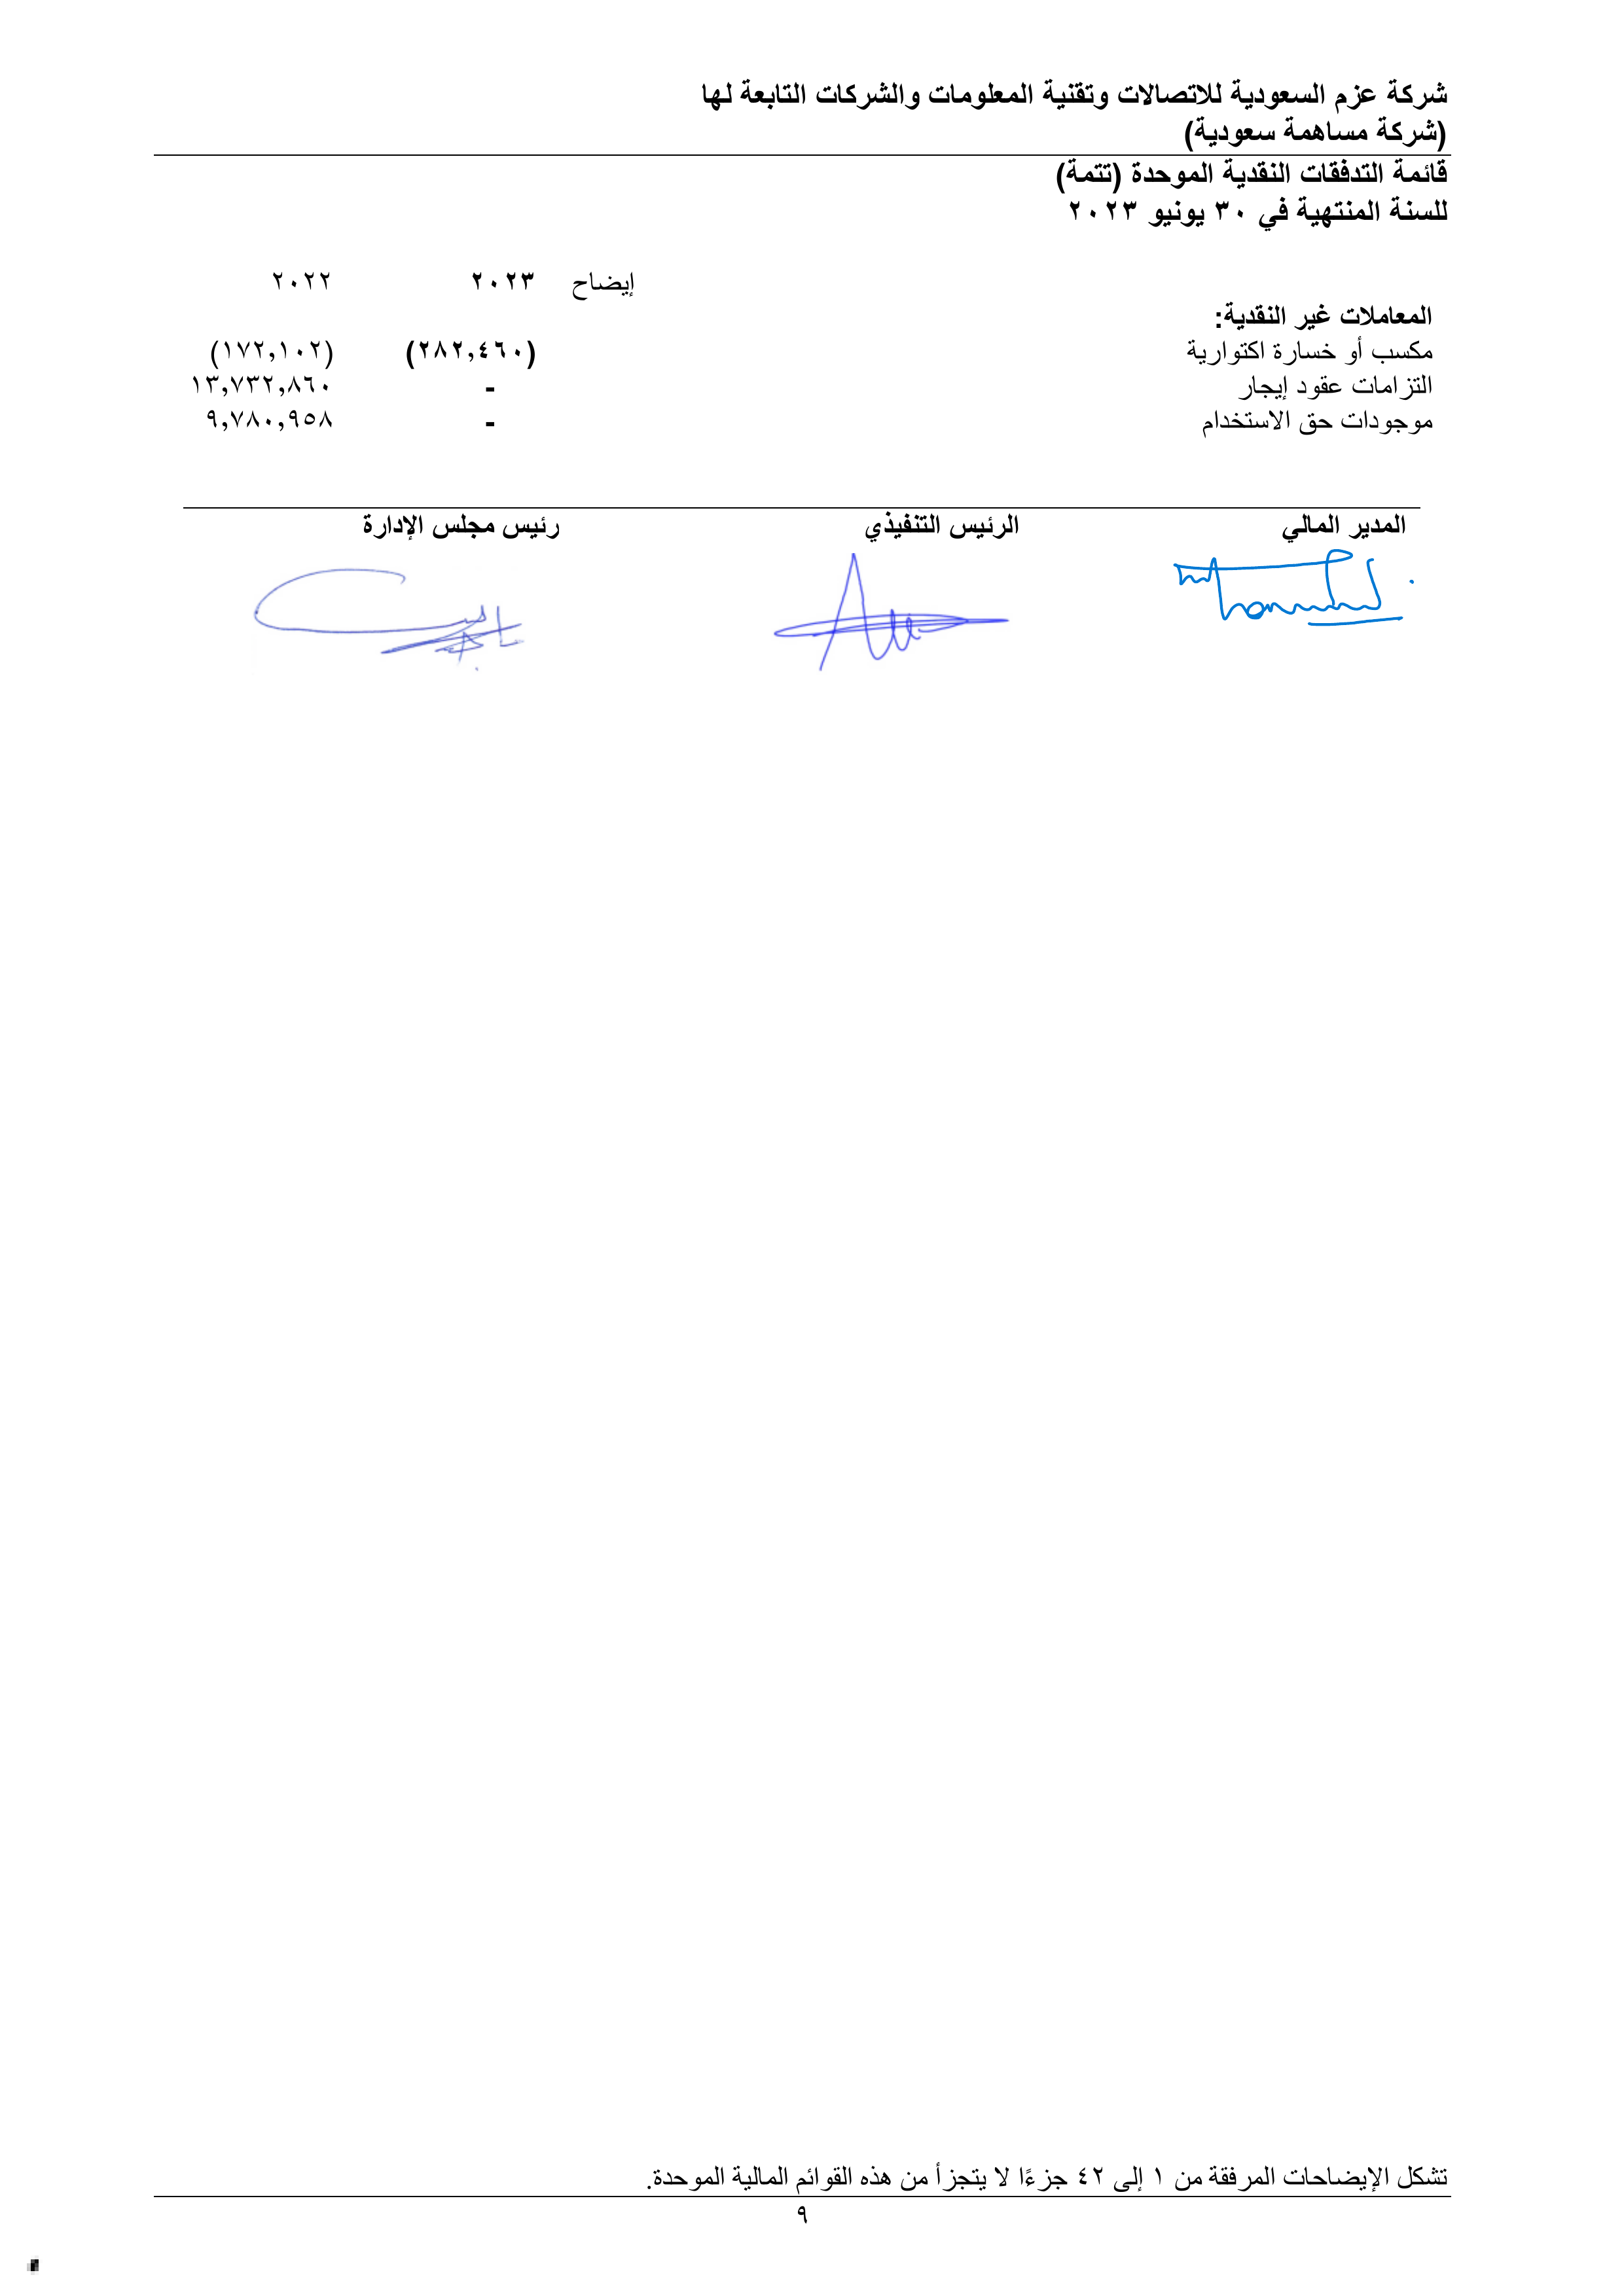 شركة عزم السعودية للاتصالات وتقنية المعلومات والشركات التابعة لها
(شركة مساهمة سعودية)
قائمة التدفقات النقدية الموحدة (تتمة)
للسنة المنتهية في ٣٠ يونيو ٢٠٢٣
إيضاح ٢٠٢٣ ٢٠٢٢
المعاملات غير النقدية:
مكسب أو خسارة اكتوارية (٢٨٢,٤٦٠) (١٧٢,١٠٢)
التزامات عقود إيجار - ١٣,٧٣٢,٨٦٠
موجودات حق الاستخدام - ٩,٧٨٠,٩٥٨
المدير المالي الرئيس التنفيذي رئيس مجلس الإدارة
تشكل الإيضاحات المرفقة من ١ إلى ٤٢ جزءًا لا يتجزأ من هذه القوائم المالية الموحدة.
٩